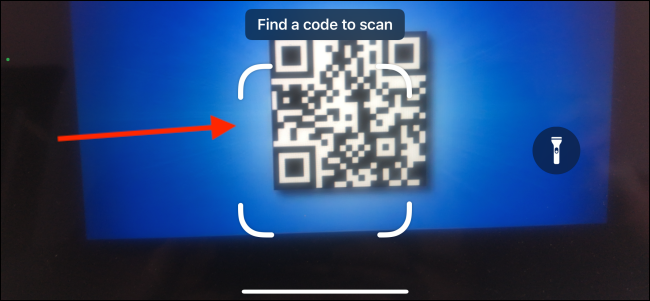 Find a code to scan